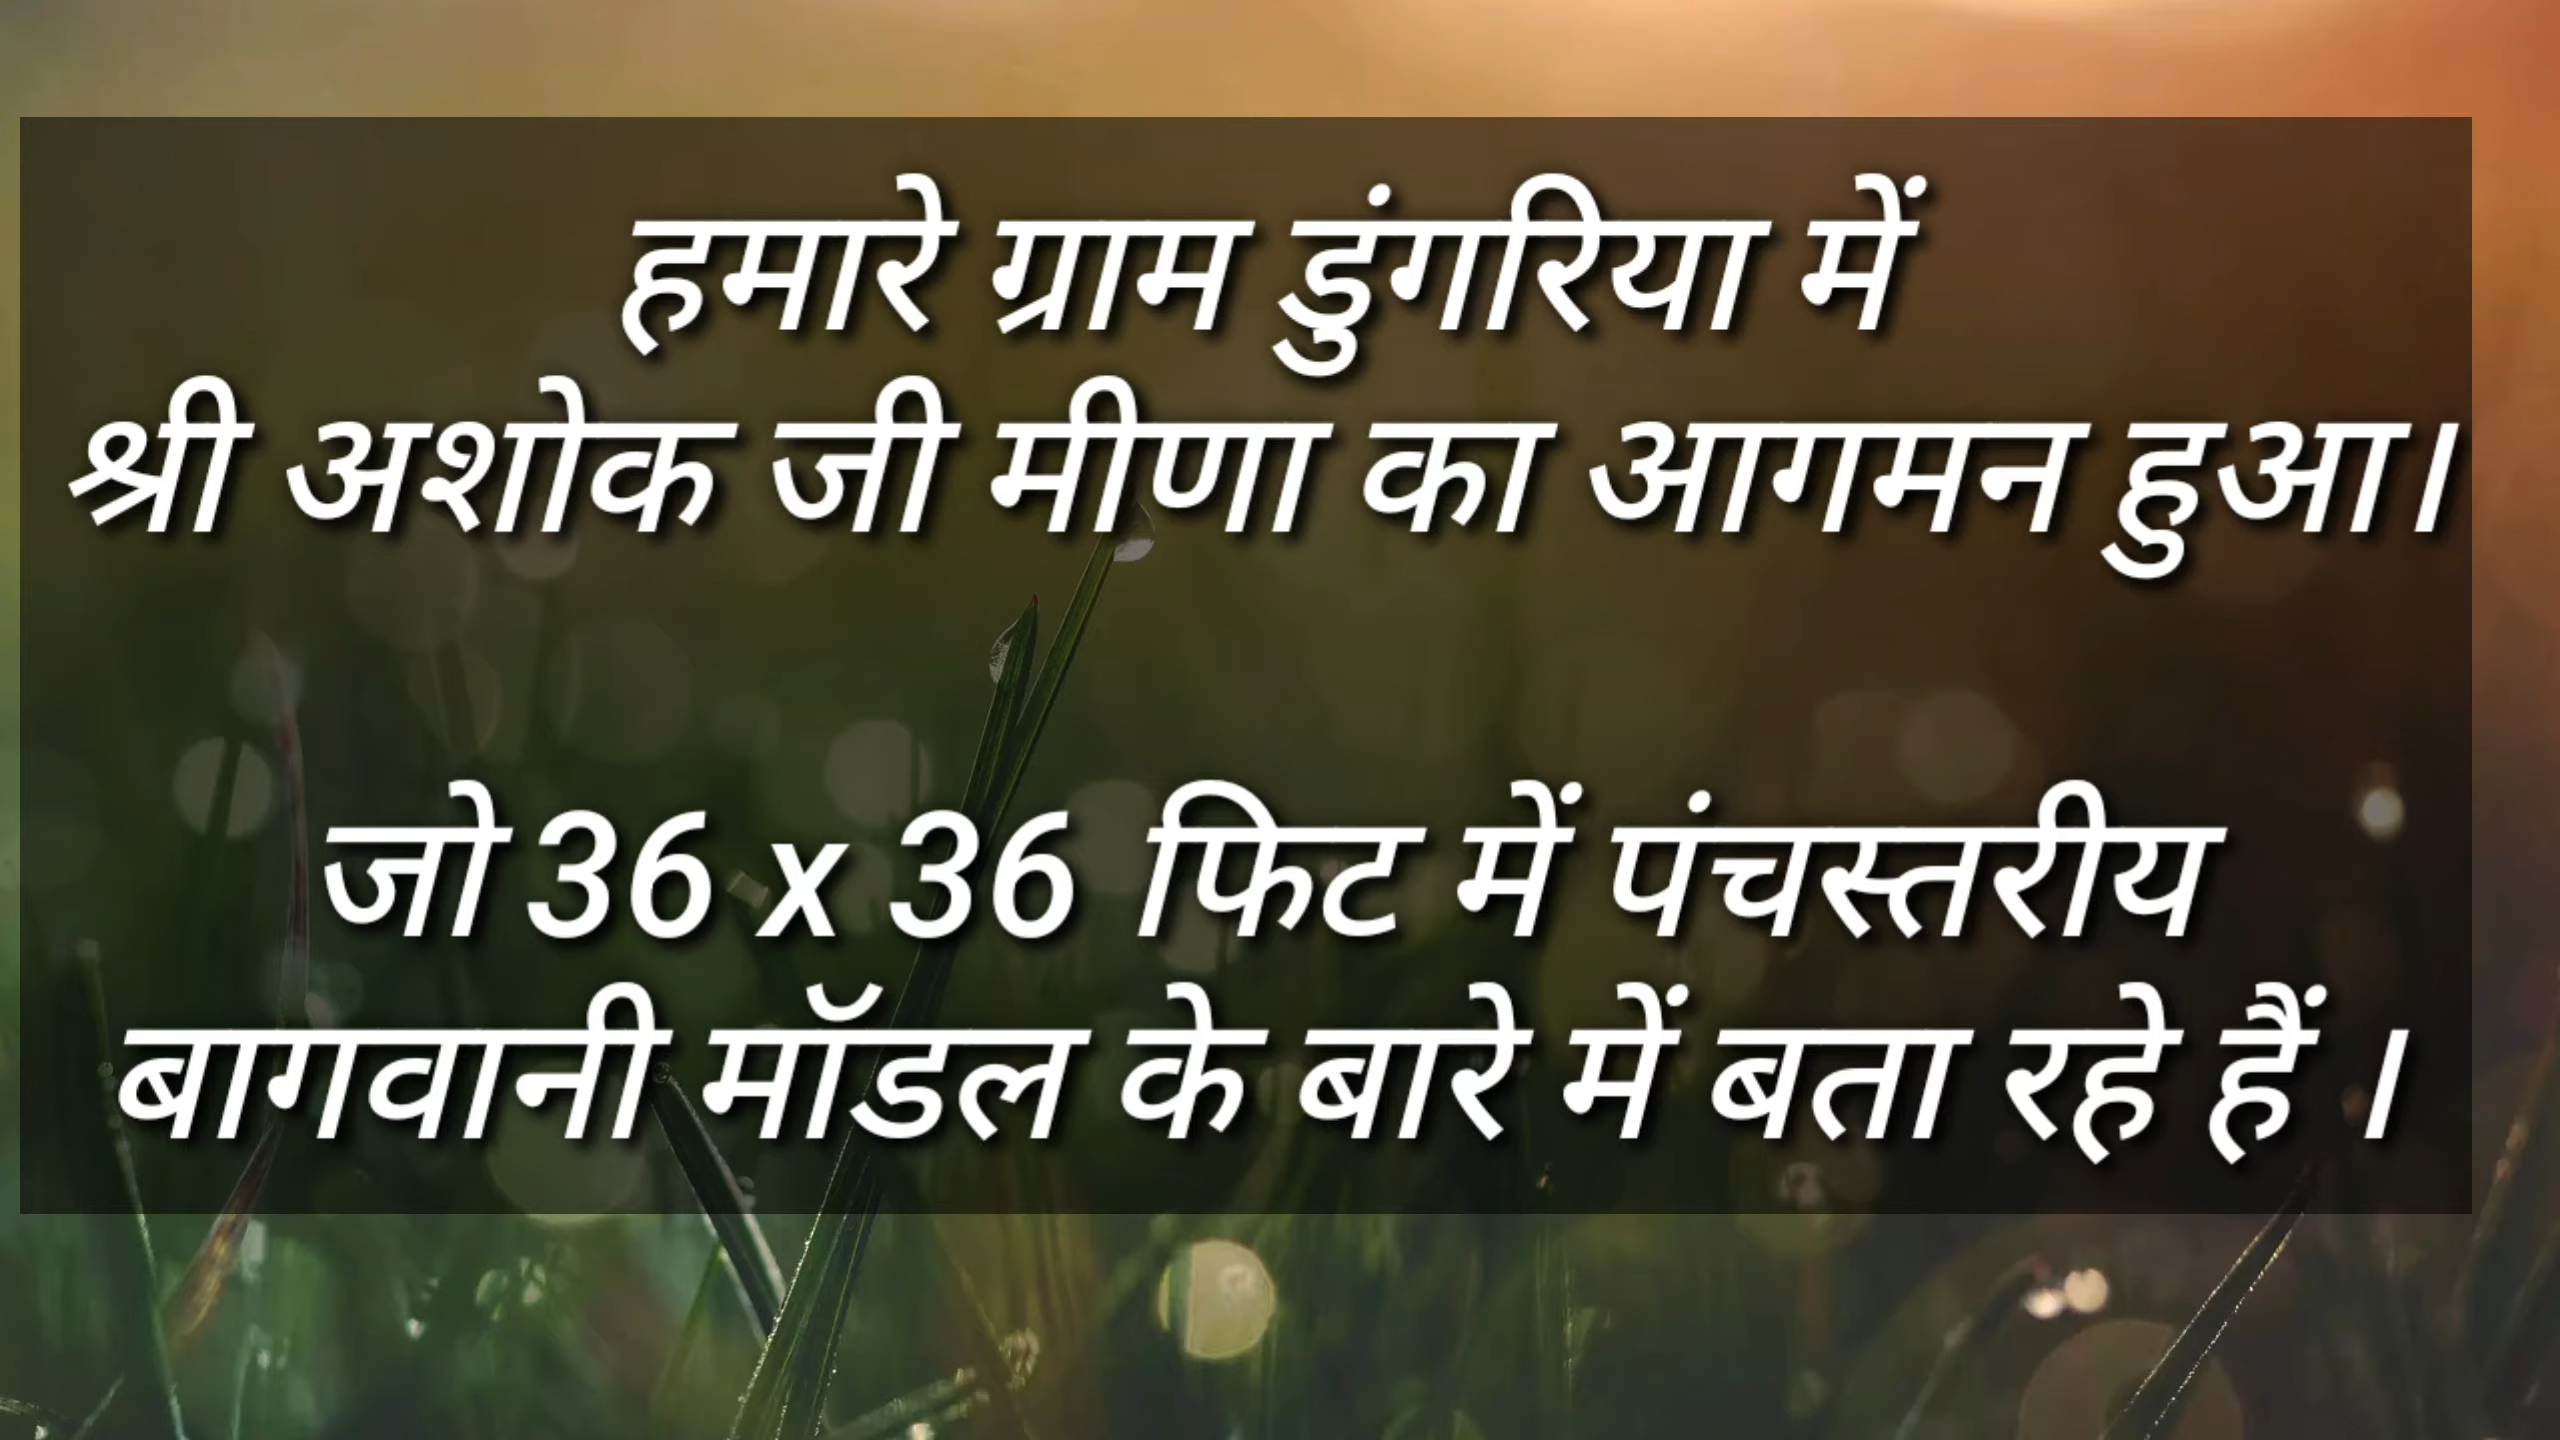 हमारे ग्राम डुंगरिया में
श्री अशोक जी मीणा का आगमन हुआ।
जो 36 x 36 फिट में पंचस्तरीय
बागवानी मॉडल के बारे में बता रहे हैं ।